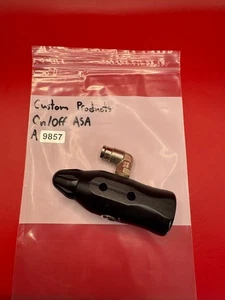 Custom Products
On/Off ASA
A
9857